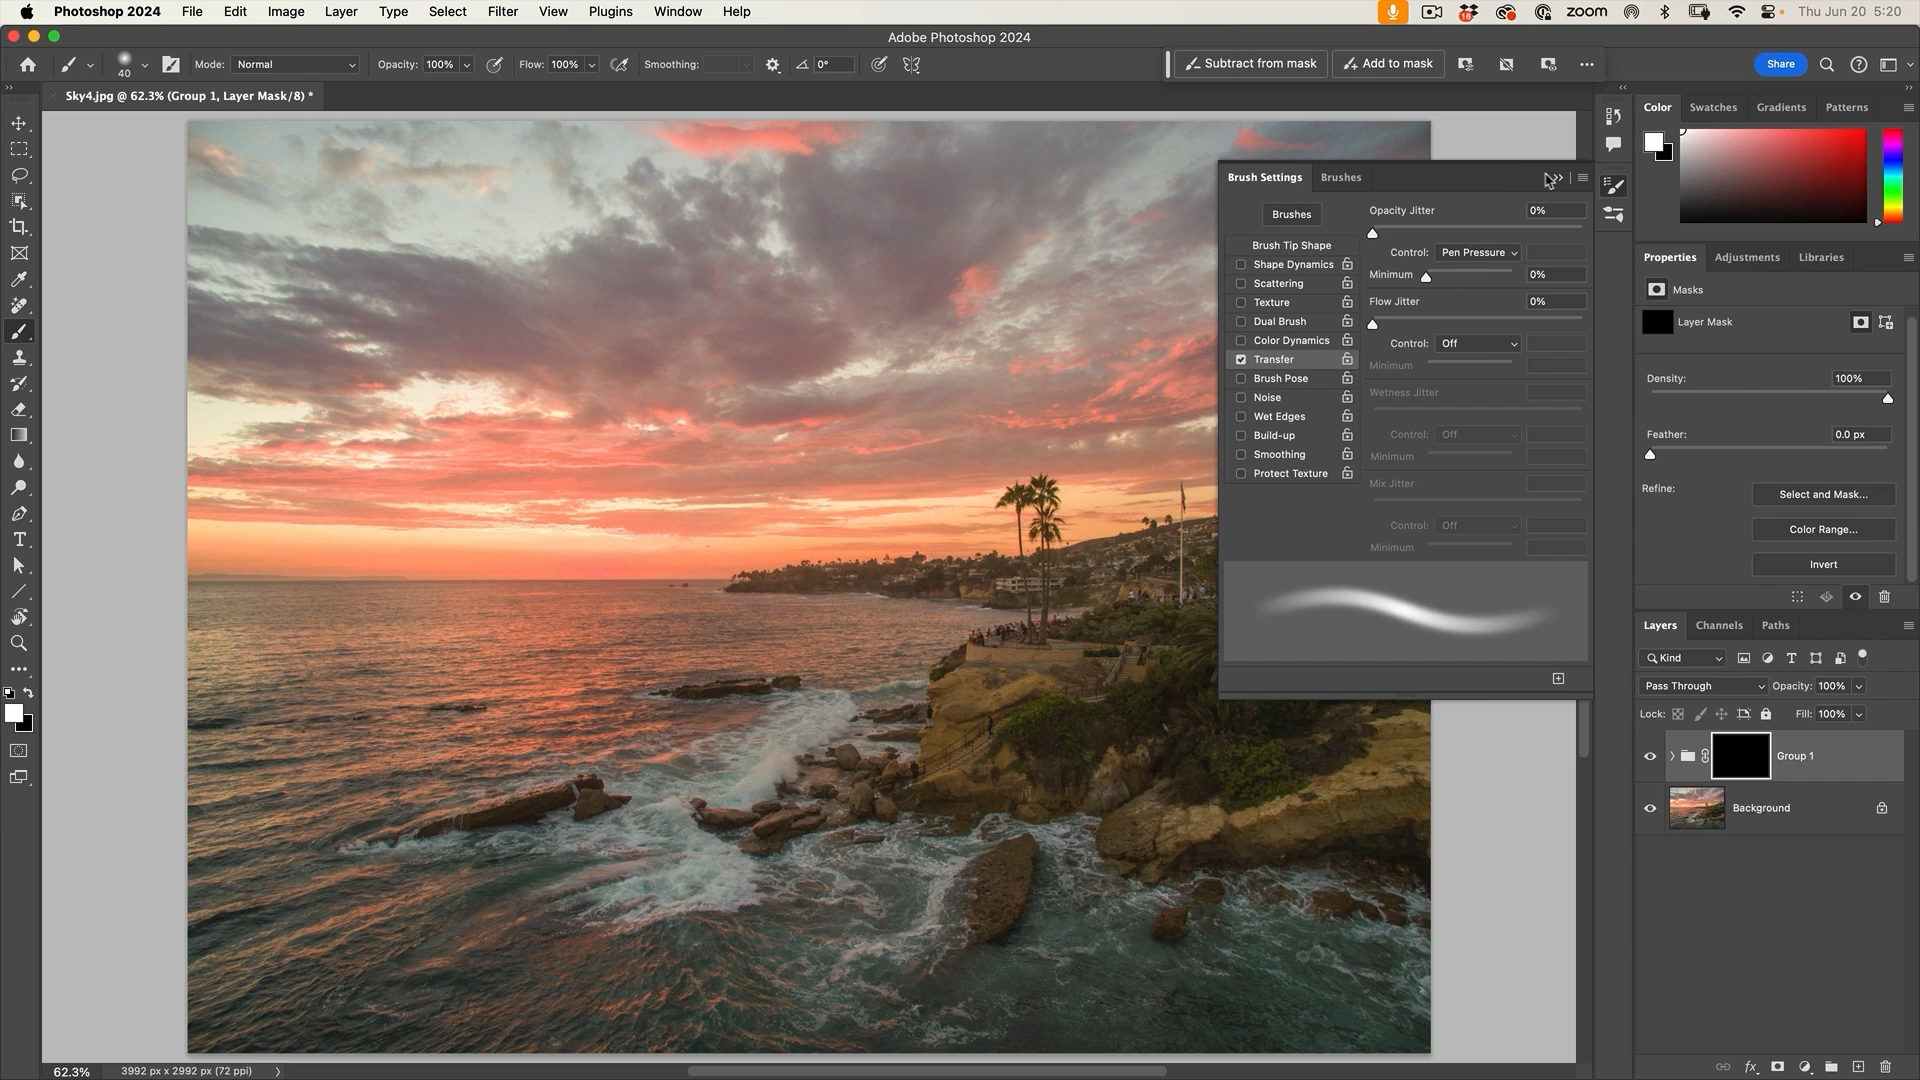 Photoshop 2024 File Edit Image Layer Type Select Filter View Plugins Window Help
16 zoom Thu Jun 20 5:20
Adobe Photoshop 2024
40 Mode: Normal Opacity: 100% Flow: 100% Smoothing: 0°
Subtract from mask Add to mask
Share
Sky4.jpg @ 62.3% (Group 1, Layer Mask/8) *
Color Swatches Gradients Patterns
Brush Settings Brushes
Brushes
Brush Tip Shape
Shape Dynamics
Scattering
Texture
Dual Brush
Color Dynamics
Transfer
Brush Pose
Noise
Wet Edges
Build-up
Smoothing
Protect Texture
Opacity Jitter 0%
Control: Pen Pressure
Minimum 0%
Flow Jitter 0%
Control: Off
Minimum
Wetness Jitter
Control: Off
Minimum
Mix Jitter
Control: Off
Minimum
Properties Adjustments Libraries
Masks
Layer Mask
Density: 100%
Feather: 0.0 px
Refine: Select and Mask...
Color Range...
Invert
Layers Channels Paths
Kind
Pass Through Opacity: 100%
Lock: Fill: 100%
Group 1
Background
fx
62.3% 3992 px x 2992 px (72 ppi)